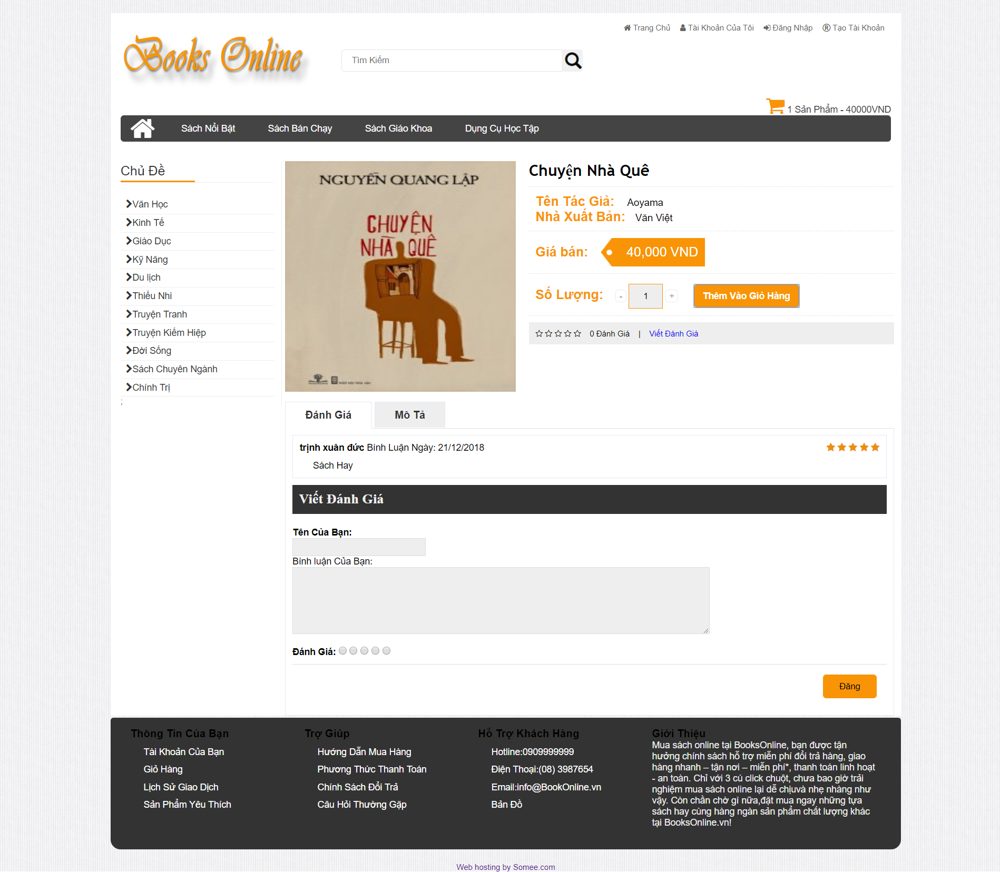 Trang Chủ Tài Khoản Của Tôi Đăng Nhập ® Tạo Tài Khoản
Books Online
Tìm Kiếm
1 Sản Phẩm - 40000VND
Sách Nổi Bật Sách Bán Chạy Sách Giáo Khoa Dụng Cụ Học Tập
Chủ Đề
Văn Học
Kinh Tế
Giáo Dục
Kỹ Năng
Du lịch
Thiếu Nhi
Truyện Tranh
Truyện Kiếm Hiệp
Đời Sống
Sách Chuyên Ngành
Chính Trị
;
NGUYỄN QUANG LẬP
CHUYỆN
NHÀ QUÊ
Chuyện Nhà Quê
Tên Tác Giả: Aoyama
Nhà Xuất Bản: Văn Việt
Giá bán: 40,000 VND
Số Lượng: - 1 + Thêm Vào Giỏ Hàng
0 Đánh Giá | Viết Đánh Giá
Đánh Giá Mô Tả
trịnh xuân đức Bình Luận Ngày: 21/12/2018
Sách Hay
Viết Đánh Giá
Tên Của Bạn:
Bình luận Của Bạn:
Đánh Giá:
Đăng
Thông Tin Của Bạn
Tài Khoản Của Bạn
Giỏ Hàng
Lịch Sử Giao Dịch
Sản Phẩm Yêu Thích
Trợ Giúp
Hướng Dẫn Mua Hàng
Phương Thức Thanh Toán
Chính Sách Đổi Trả
Câu Hỏi Thường Gặp
Hỗ Trợ Khách Hàng
Hotline:0909999999
Điện Thoại:(08) 3987654
Email:info@BookOnline.vn
Bản Đồ
Giới Thiệu
Mua sách online tại BooksOnline, bạn được tận
hưởng chính sách hỗ trợ miễn phí đổi trả hàng, giao
hàng nhanh – tận nơi – miễn phí*, thanh toán linh hoạt
- an toàn. Chỉ với 3 cú click chuột, chưa bao giờ trải
nghiệm mua sách online lại dễ chịuvà nhẹ nhàng như
vậy. Còn chần chờ gì nữa,đặt mua ngay những tựa
sách hay cùng hàng ngàn sản phẩm chất lượng khác
tại BooksOnline.vn!
Web hosting by Somee.com